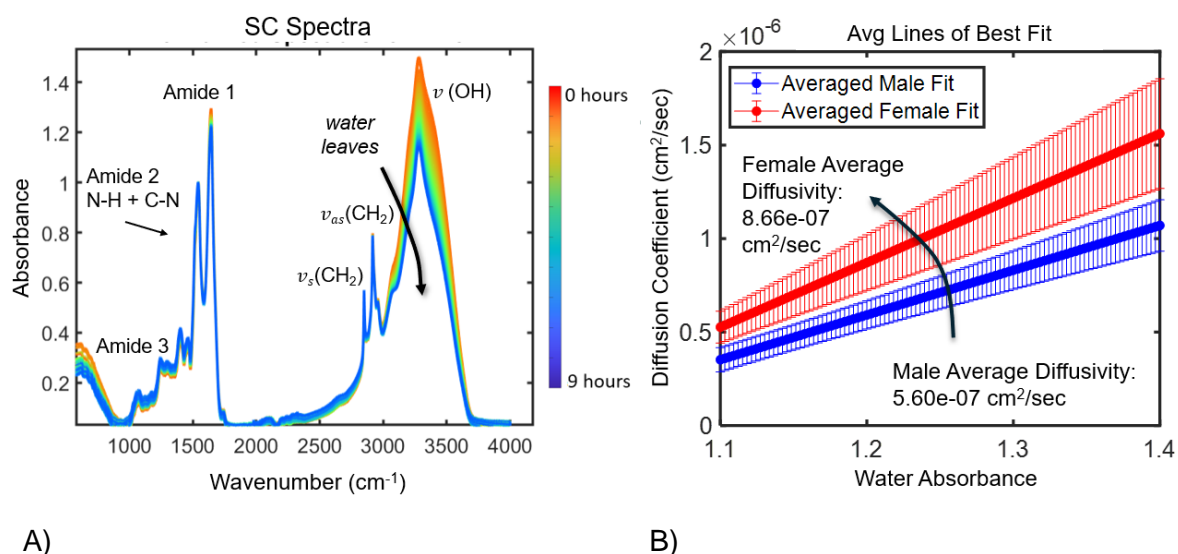 SC Spectra
1.4
1.2
1
0.8
0.6
0.4
0.2
Absorbance
Amide 1
Amide 2
N-H + C-N
Amide 3
water
leaves
ν (OH)
ν_as(CH₂)
ν_s(CH₂)
0 hours
9 hours
1000 1500 2000 2500 3000 3500 4000
Wavenumber (cm⁻¹)
A)
×10⁻⁶
Avg Lines of Best Fit
2
1.5
1
0.5
0
Diffusion Coefficient (cm²/sec)
Averaged Male Fit
Averaged Female Fit
Female Average
Diffusivity:
8.66e-07
cm²/sec
Male Average Diffusivity:
5.60e-07 cm²/sec
1.1 1.2 1.3 1.4
Water Absorbance
B)